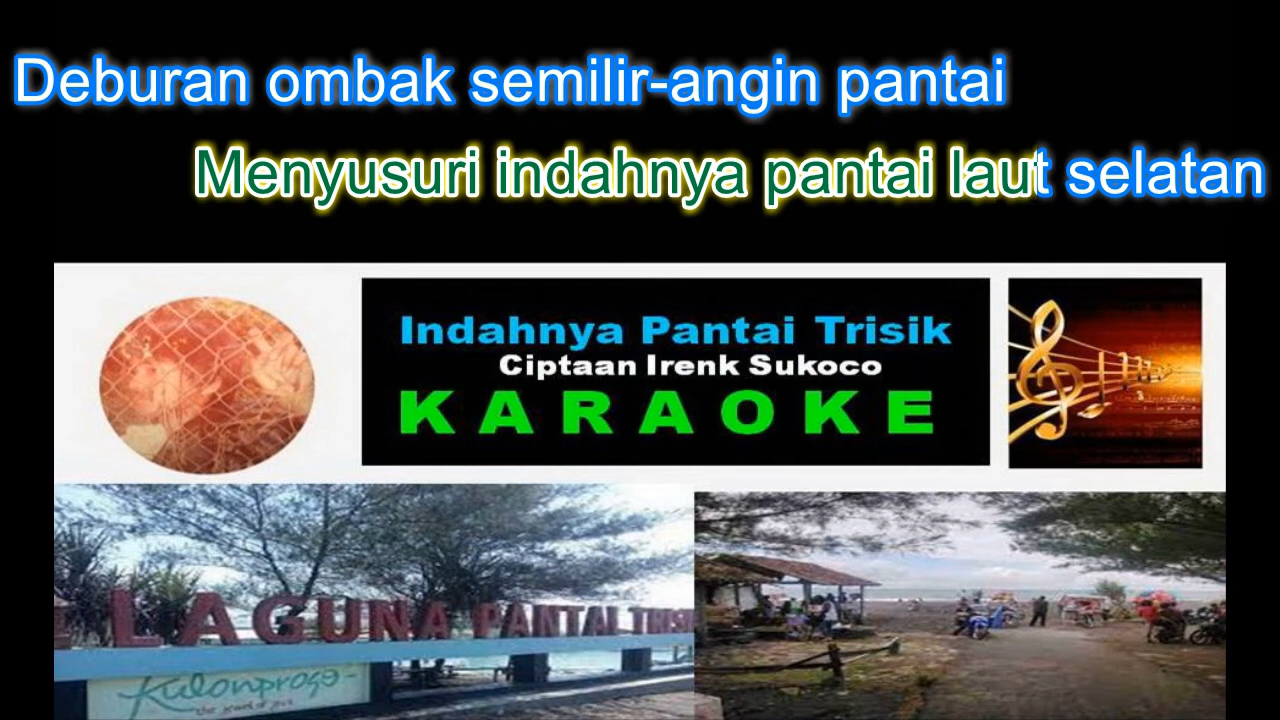 Deburan ombak semilir-angin pantai
Menyusuri indahnya pantai laut selatan
Indahnya Pantai Trisik
Ciptaan Irenk Sukoco
KARAOKE
LAGUNA PANTAI TRISI
Kulonprogo